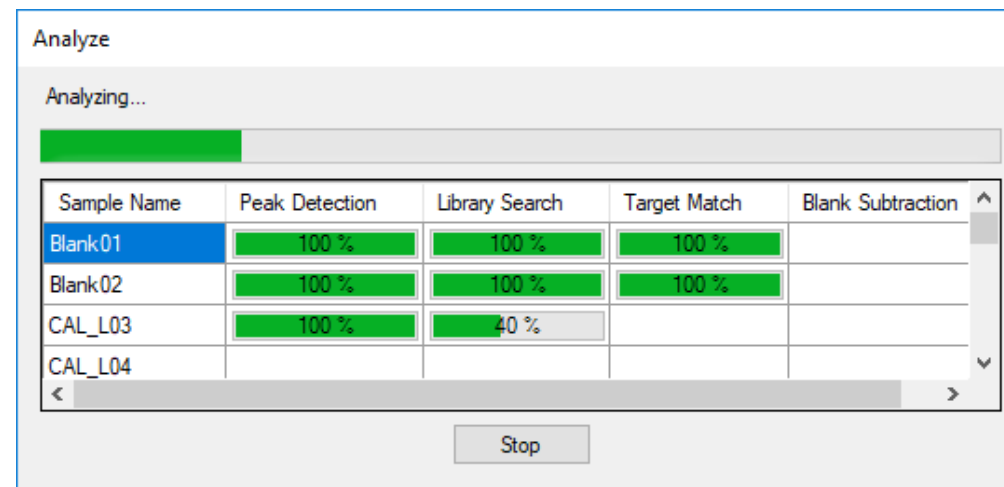 Analyze
Analyzing...
Sample Name Peak Detection Library Search Target Match Blank Subtraction
Blank01 100 % 100 % 100 %
Blank02 100 % 100 % 100 %
CAL_L03 100 % 40 %
CAL_L04
Stop